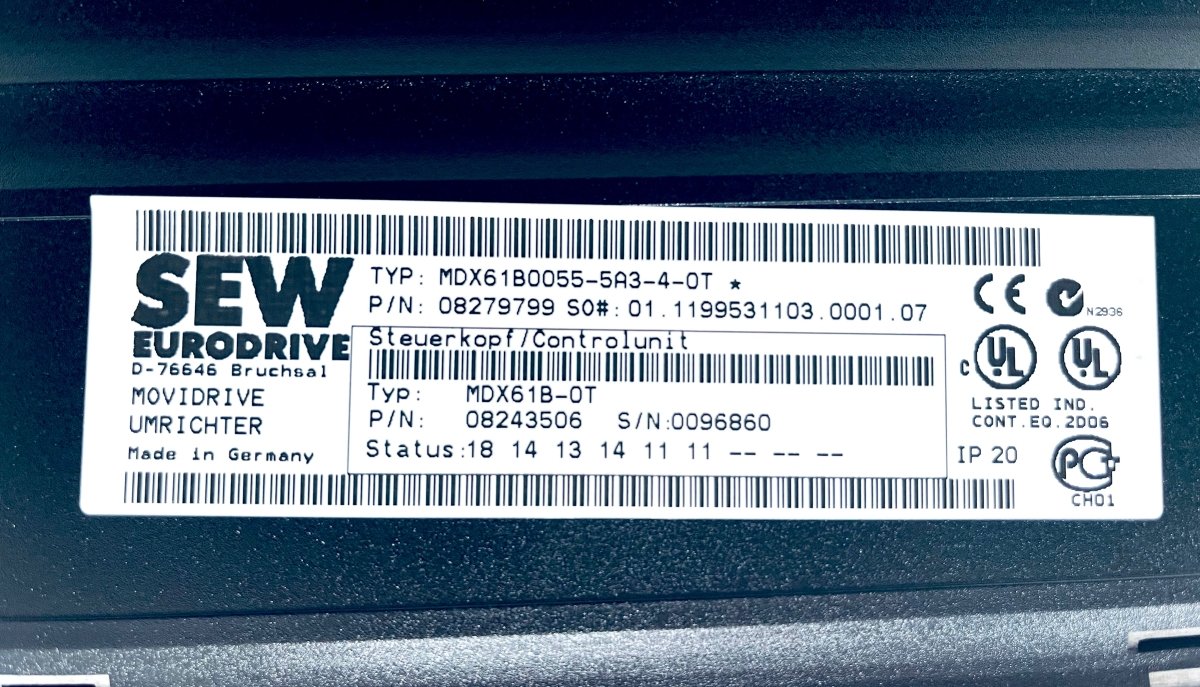 SEW
EURODRIVE
D-76646 Bruchsal
MOVIDRIVE
UMRICHTER
Made in Germany
TYP: MDX61B0055-5A3-4-0T *
P/N: 08279799 SO#: 01.1199531103.0001.07
Steuerkopf/Controlunit
Typ: MDX61B-0T
P/N: 08243506 S/N:0096860
Status:18 14 13 14 11 11 -- -- --
CE
N2936
C UL UL
LISTED IND.
CONT.EQ.2D06
IP 20
PCT
CH01